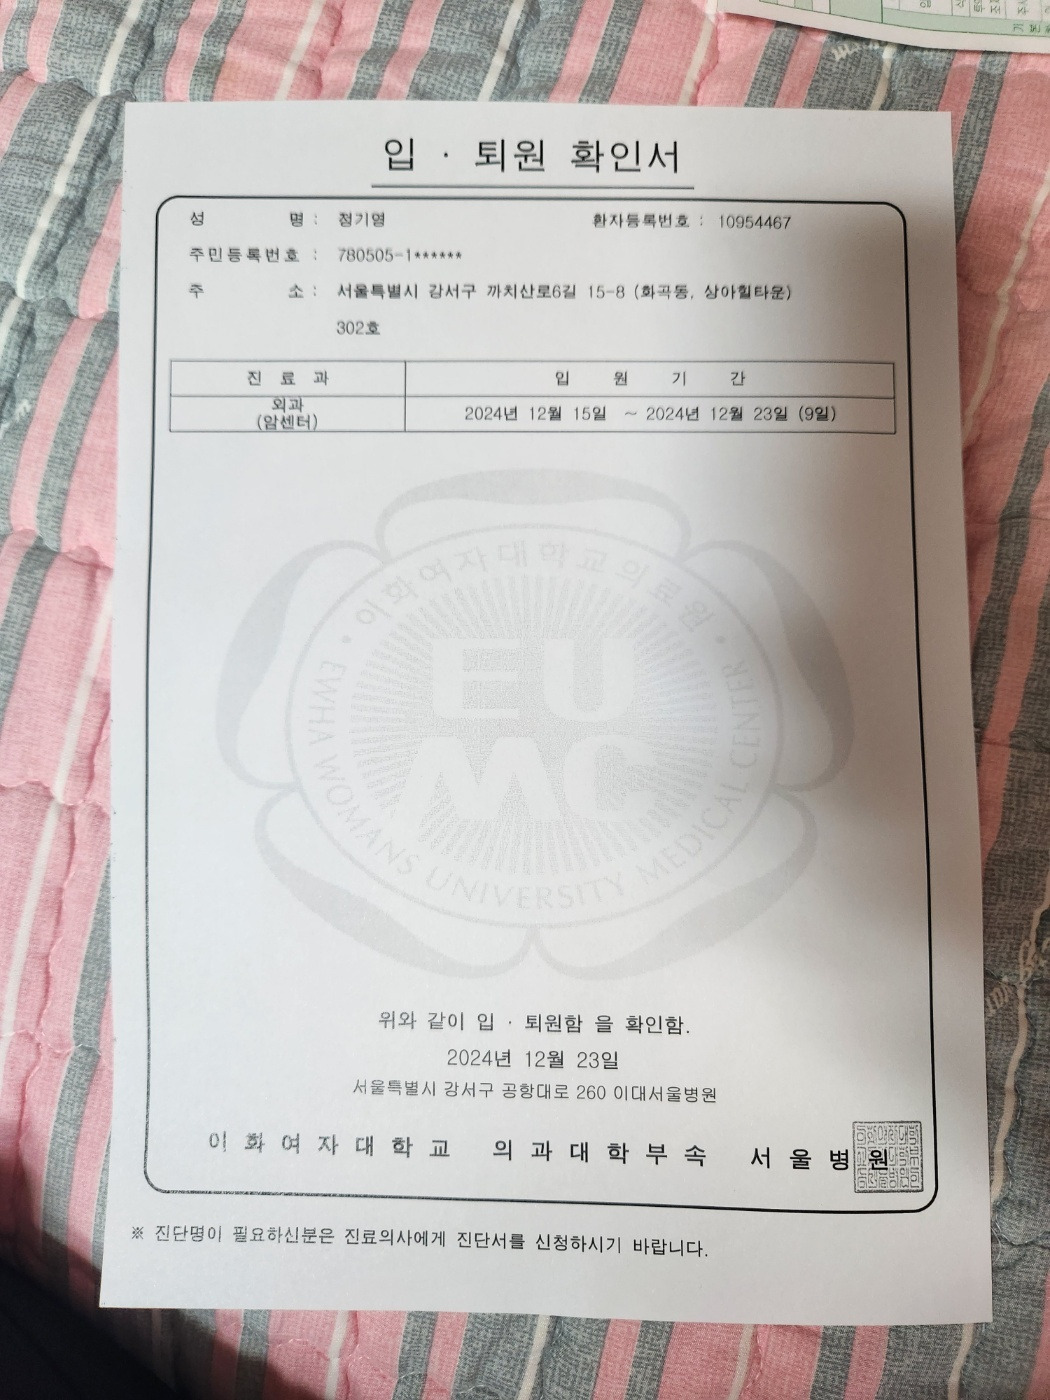 입 · 퇴원 확인서
성 명 : 정기영 환자등록번호 : 10954467
주민등록번호 : 780505-1******
주 소 : 서울특별시 강서구 까치산로6길 15-8 (화곡동, 상아힐타운)
302호
진 료 과 입 원 기 간
외과
(암센터)
2024년 12월 15일 ~ 2024년 12월 23일 (9일)
이화여자대학교의료원
EUMC
EWHA WOMANS UNIVERSITY MEDICAL CENTER
위와 같이 입 · 퇴원함 을 확인함.
2024년 12월 23일
서울특별시 강서구 공항대로 260 이대서울병원
이 화 여 자 대 학 교 의 과 대 학 부 속 서 울 병 원
※ 진단명이 필요하신분은 진료의사에게 진단서를 신청하시기 바랍니다.